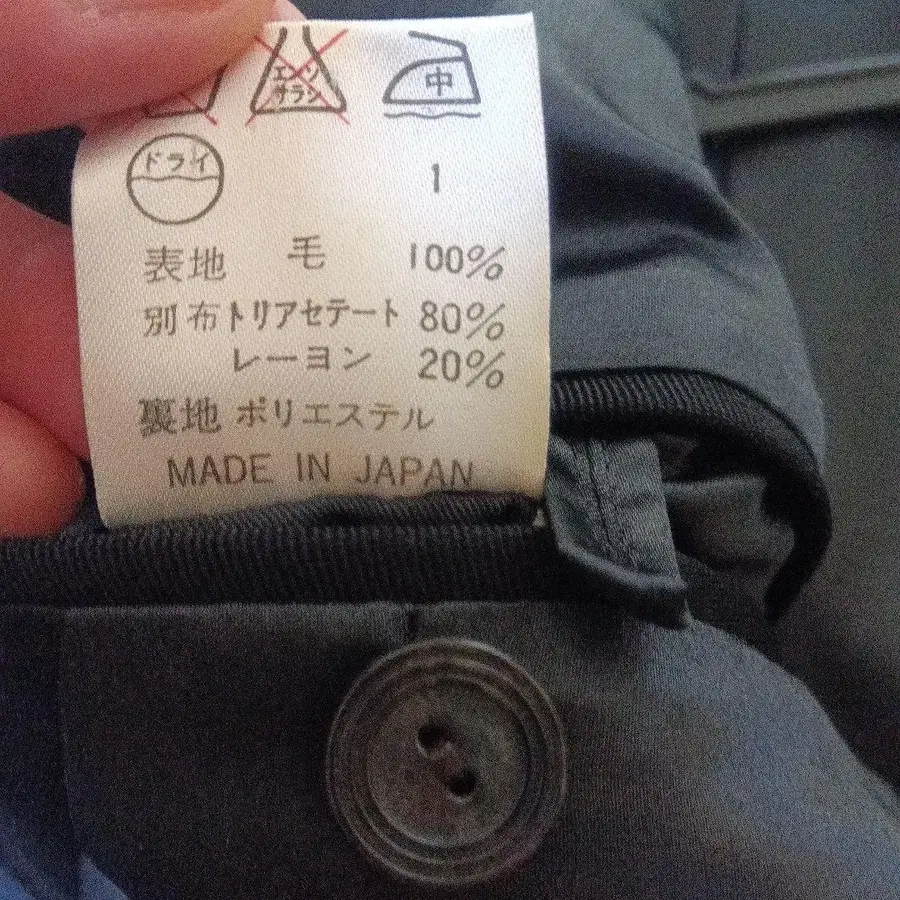 エンソ
サラシ
中
ドライ
1
表地 毛 100%
別布 トリアセテート 80%
レーヨン 20%
裏地 ポリエステル
MADE IN JAPAN